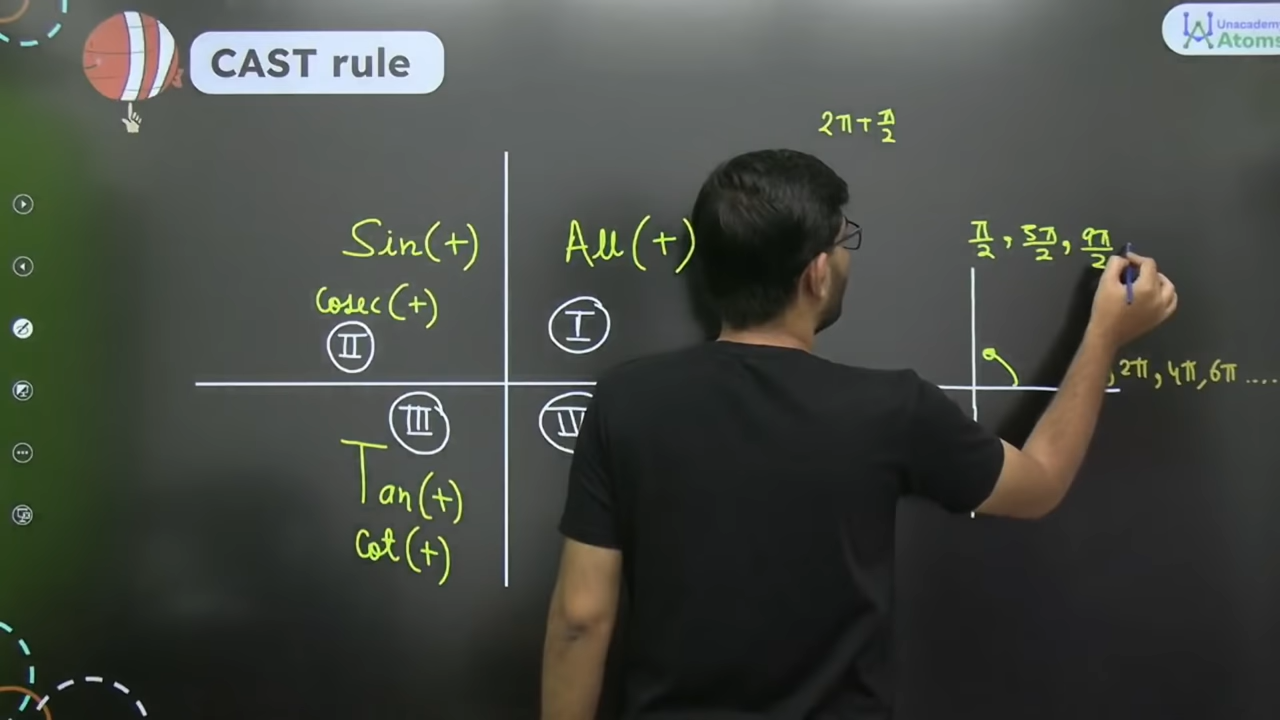 CAST rule
Unacademy
Atoms
2π + π/2
Sin(+)
All(+)
π/2, 5π/2, 9π/2
Cosec(+)
I
II
, 2π, 4π, 6π ....
III
IV
Tan(+)
Cot(+)